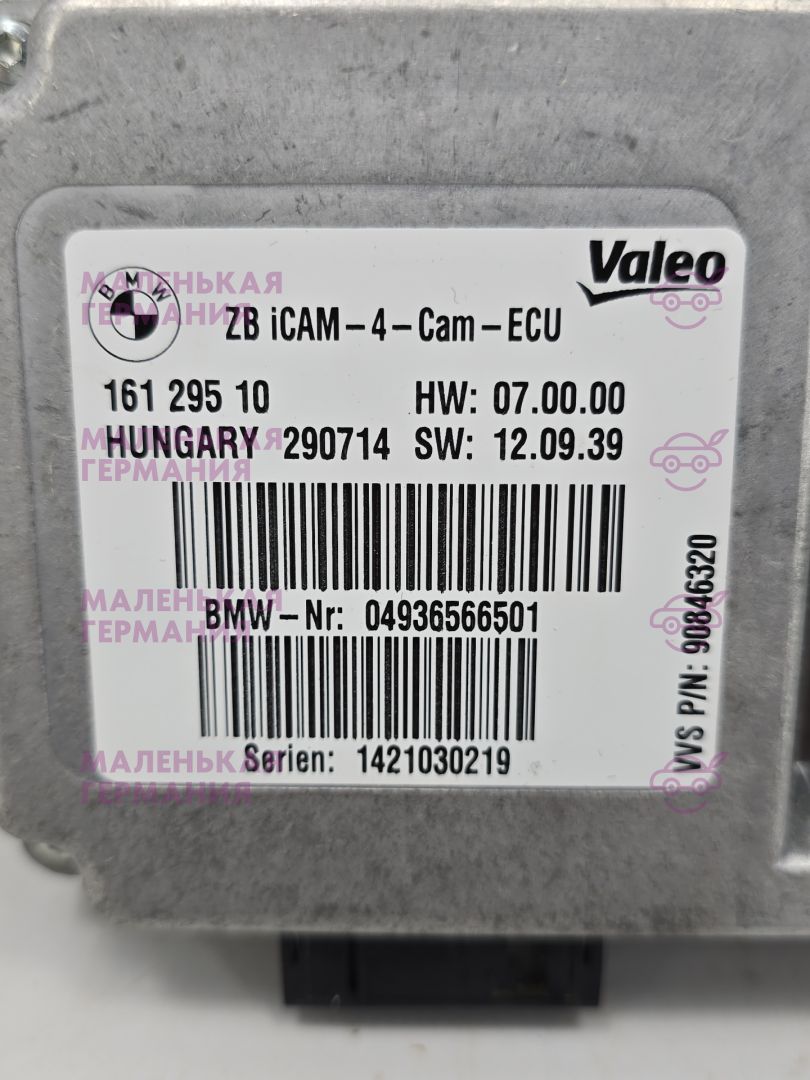 BMW
Valeo
ZB iCAM-4-Cam-ECU
161 295 10 HW: 07.00.00
HUNGARY 290714 SW: 12.09.39
BMW-Nr: 04936566501
Serien: 1421030219
VVS P/N: 90846320
МАЛЕНЬКАЯ
ГЕРМАНИЯ
МАЛЕНЬКАЯ
ГЕРМАНИЯ
МАЛЕНЬКАЯ
ГЕРМАНИЯ
МАЛЕНЬКАЯ
ГЕРМАНИЯ